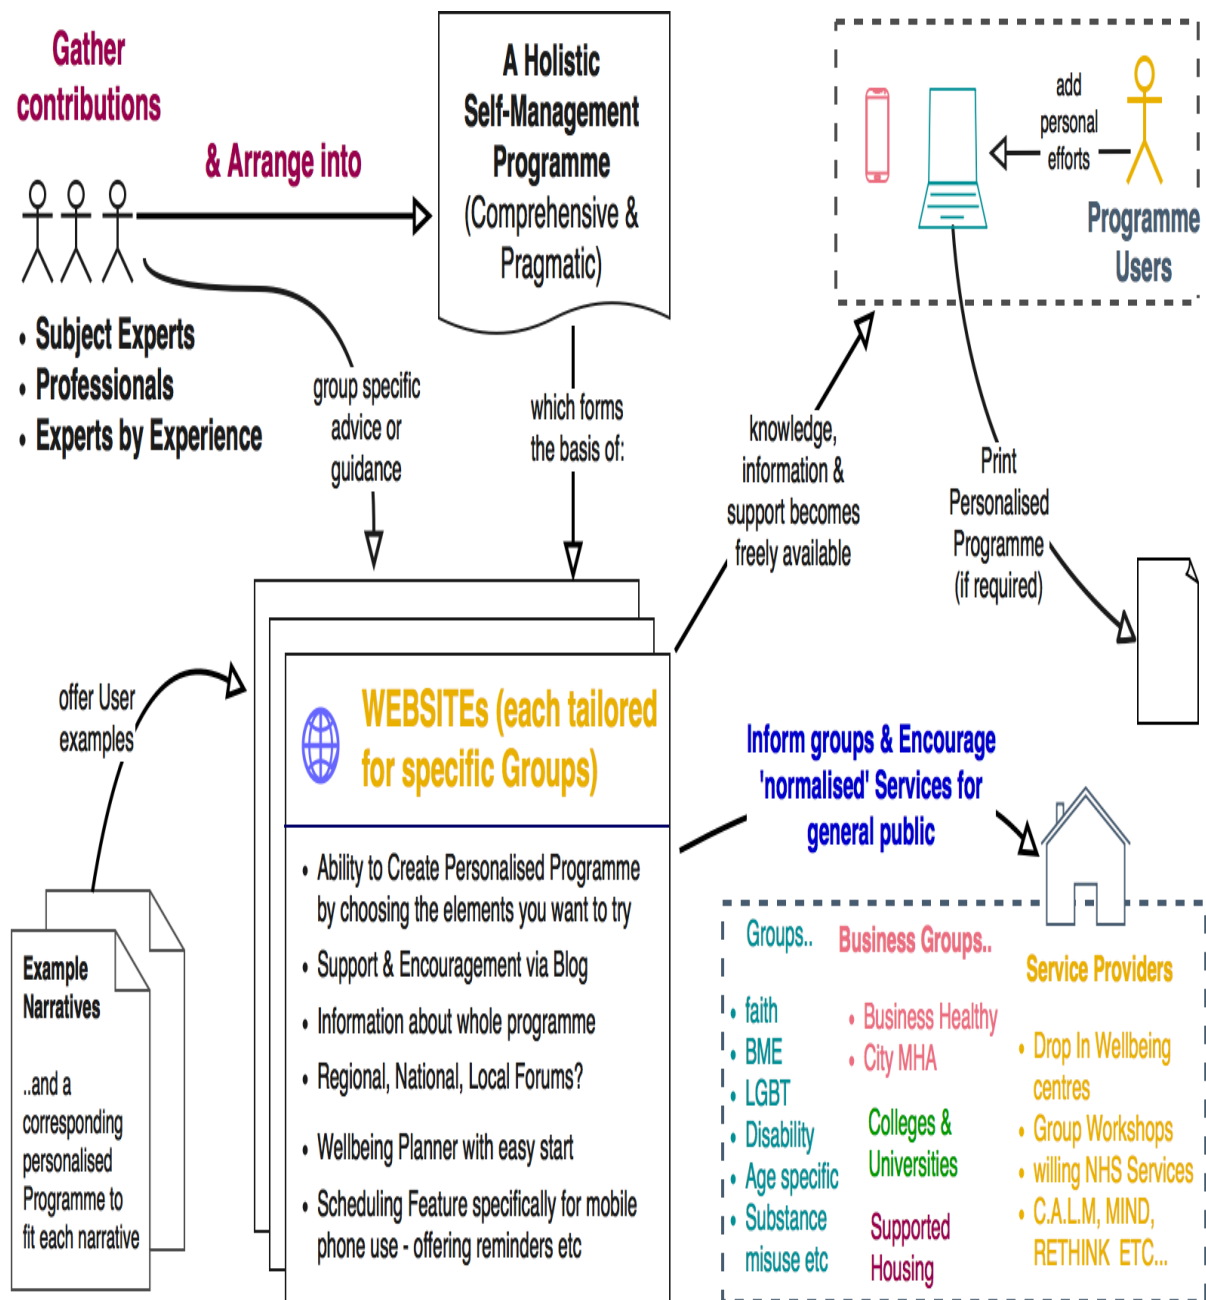 Gather
contributions
& Arrange into
• Subject Experts
• Professionals
• Experts by Experience
A Holistic
Self-Management
Programme
(Comprehensive &
Pragmatic)
add
personal
efforts
Programme
Users
group specific
advice or
guidance
which forms
the basis of:
knowledge,
information &
support becomes
freely available
Print
Personalised
Programme
(if required)
offer User
examples
Example
Narratives
..and a
corresponding
personalised
Programme to
fit each narrative
WEBSITEs (each tailored
for specific Groups)
• Ability to Create Personalised Programme
by choosing the elements you want to try
• Support & Encouragement via Blog
• Information about whole programme
• Regional, National, Local Forums?
• Wellbeing Planner with easy start
• Scheduling Feature specifically for mobile
phone use - offering reminders etc
Inform groups & Encourage
'normalised' Services for
general public
Groups..
• faith
• BME
• LGBT
• Disability
• Age specific
• Substance
misuse etc
Business Groups..
• Business Healthy
• City MHA
Colleges &
Universities
Supported
Housing
Service Providers
• Drop In Wellbeing
centres
• Group Workshops
• willing NHS Services
• C.A.L.M, MIND,
RETHINK ETC...